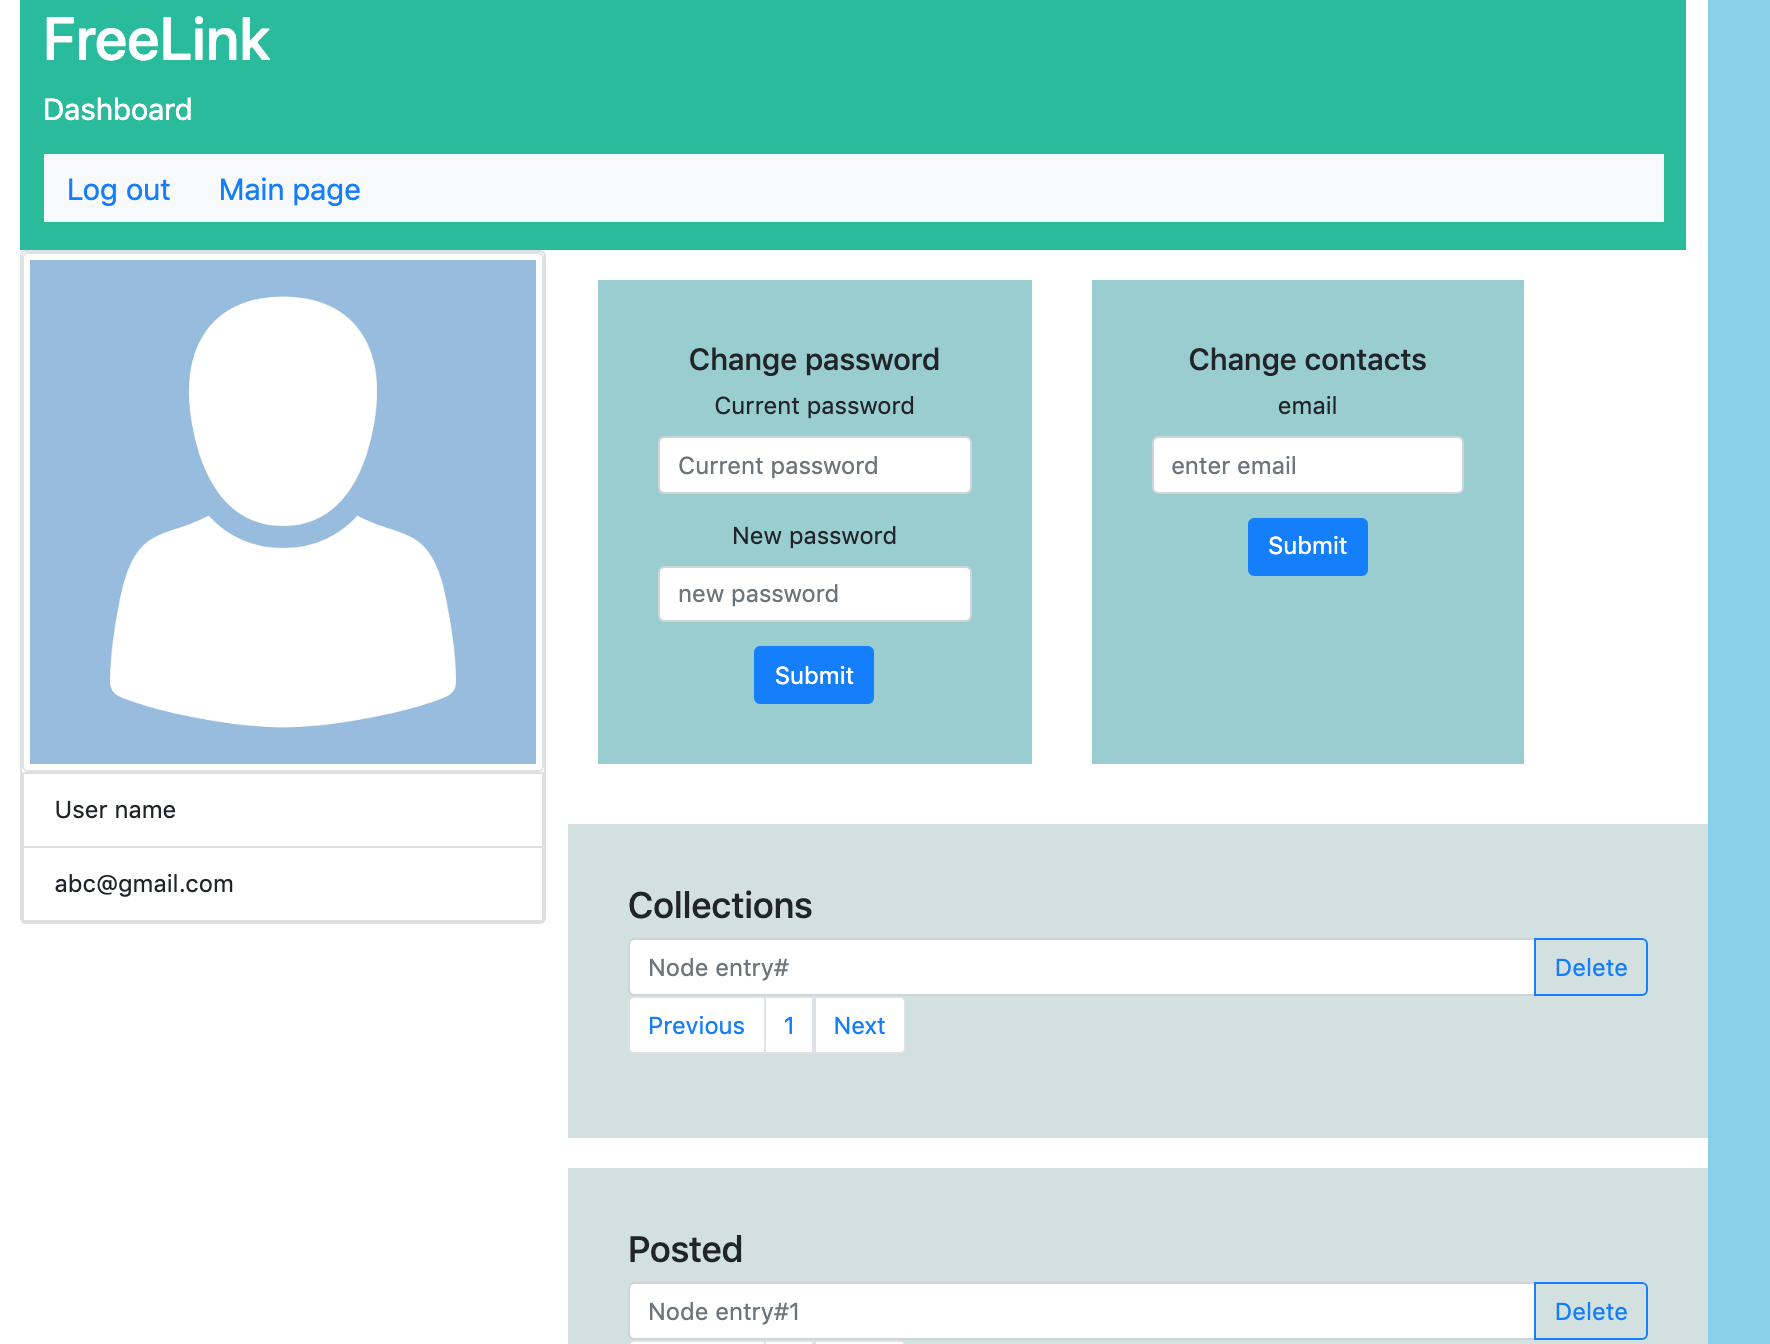 FreeLink
Dashboard
Log out Main page
User name
abc@gmail.com
Change password
Current password
Current password
New password
new password
Submit
Change contacts
email
enter email
Submit
Collections
Node entry# Delete
Previous 1 Next
Posted
Node entry#1 Delete